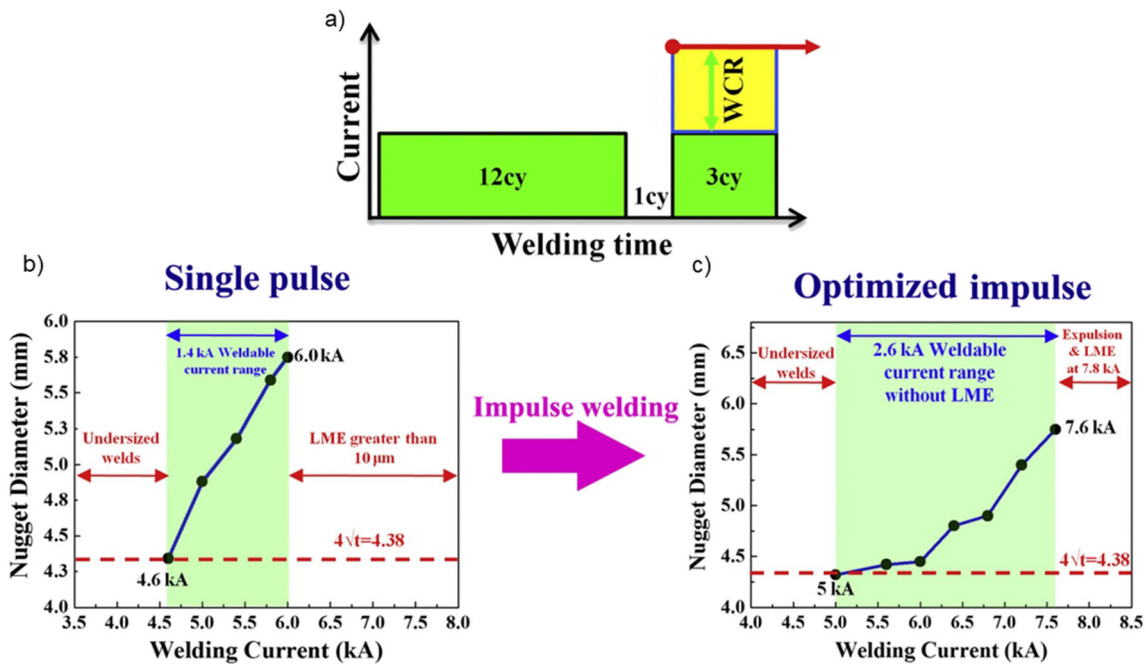 a)
Current
12cy
1cy
3cy
WCR
Welding time
b)
Single pulse
Nugget Diameter (mm)
6.0
5.8
5.5
5.3
5.0
4.8
4.5
4.3
4.0
1.4 kA Weldable
current range
6.0 kA
Undersized
welds
LME greater than
10 μm
4√t=4.38
4.6 kA
3.5 4.0 4.5 5.0 5.5 6.0 6.5 7.0 7.5 8.0
Welding Current (kA)
Impulse welding
c)
Optimized impulse
Nugget Diameter (mm)
6.5
6.0
5.5
5.0
4.5
4.0
Undersized
welds
2.6 kA Weldable
current range
without LME
Expulsion
& LME
at 7.8 kA
7.6 kA
4√t=4.38
5 kA
4.0 4.5 5.0 5.5 6.0 6.5 7.0 7.5 8.0 8.5
Welding Current (kA)